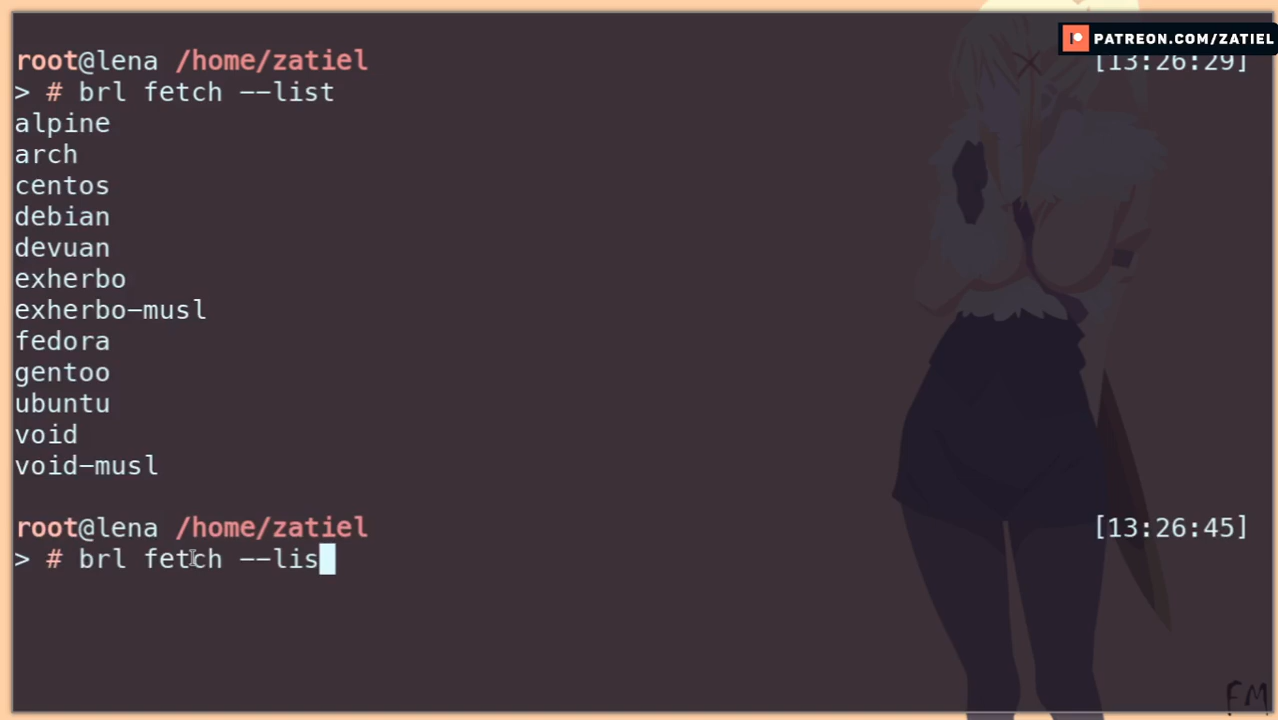 PATREON.COM/ZATIEL
root@lena /home/zatiel [13:26:29]
> # brl fetch --list
alpine
arch
centos
debian
devuan
exherbo
exherbo-musl
fedora
gentoo
ubuntu
void
void-musl
root@lena /home/zatiel [13:26:45]
> # brl fetch --lis
FM